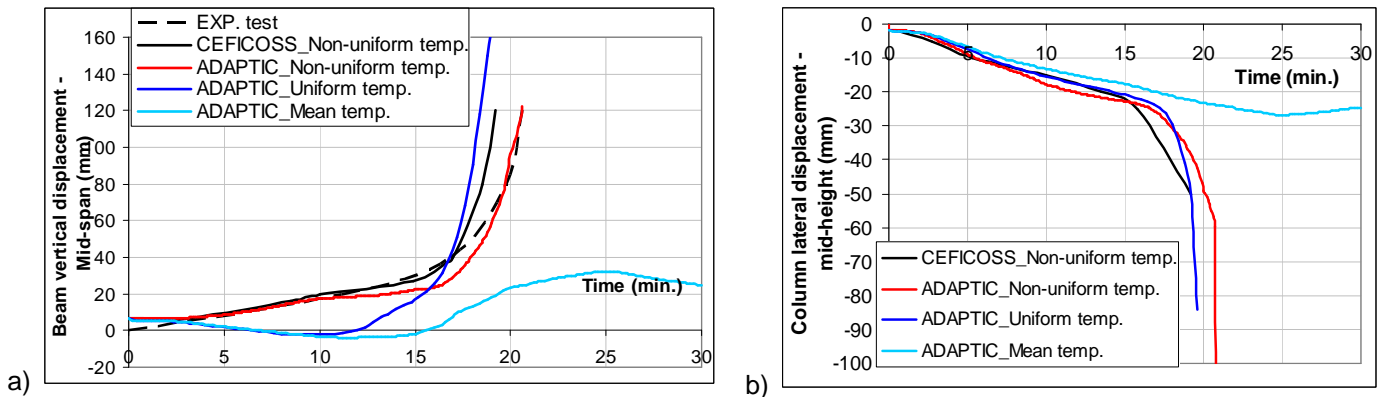 EXP. test
CEFICOSS_Non-uniform temp.
ADAPTIC_Non-uniform temp.
ADAPTIC_Uniform temp.
ADAPTIC_Mean temp.
Beam vertical displacement -
Mid-span (mm)
160
140
120
100
80
60
40
20
0
-20
0
5
10
15
20
25
30
Time (min.)
a)
0
-10
-20
-30
-40
-50
-60
-70
-80
-90
-100
0
5
10
15
20
25
30
Time (min.)
Column lateral displacement -
mid-height (mm)
CEFICOSS_Non-uniform temp.
ADAPTIC_Non-uniform temp.
ADAPTIC_Uniform temp.
ADAPTIC_Mean temp.
b)